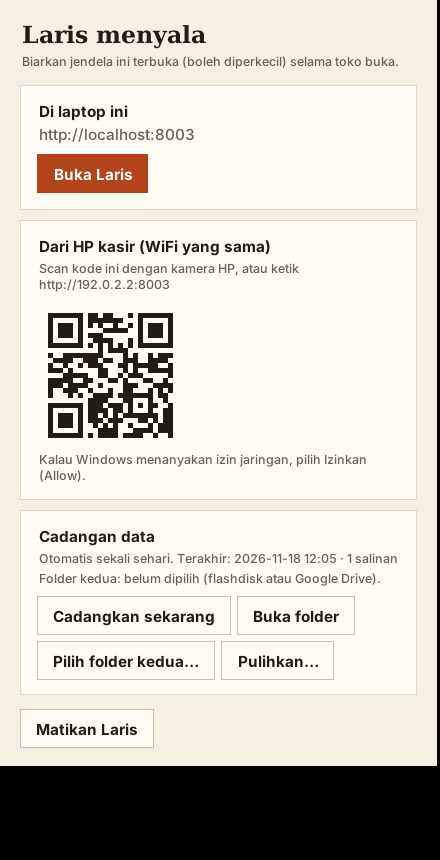 Laris menyala
Biarkan jendela ini terbuka (boleh diperkecil) selama toko buka.
Di laptop ini
http://localhost:8003
Buka Laris
Dari HP kasir (WiFi yang sama)
Scan kode ini dengan kamera HP, atau ketik
http://192.0.2.2:8003
Kalau Windows menanyakan izin jaringan, pilih Izinkan
(Allow).
Cadangan data
Otomatis sekali sehari. Terakhir: 2026-11-18 12:05 · 1 salinan
Folder kedua: belum dipilih (flashdisk atau Google Drive).
Cadangkan sekarang
Buka folder
Pilih folder kedua…
Pulihkan…
Matikan Laris